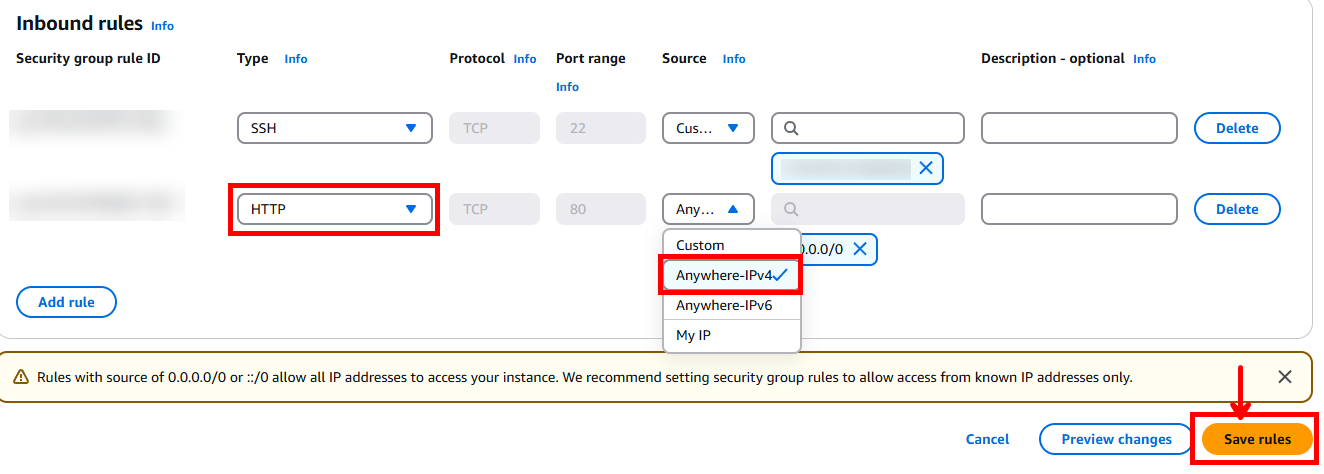 Inbound rules Info
Security group rule ID Type Info Protocol Info Port range Info Source Info Description - optional Info
SSH TCP 22 Cus... Delete
HTTP TCP 80 Any... Delete
Custom
.0.0/0
Anywhere-IPv4
Add rule
Anywhere-IPv6
My IP
Rules with source of 0.0.0.0/0 or ::/0 allow all IP addresses to access your instance. We recommend setting security group rules to allow access from known IP addresses only.
Cancel Preview changes Save rules